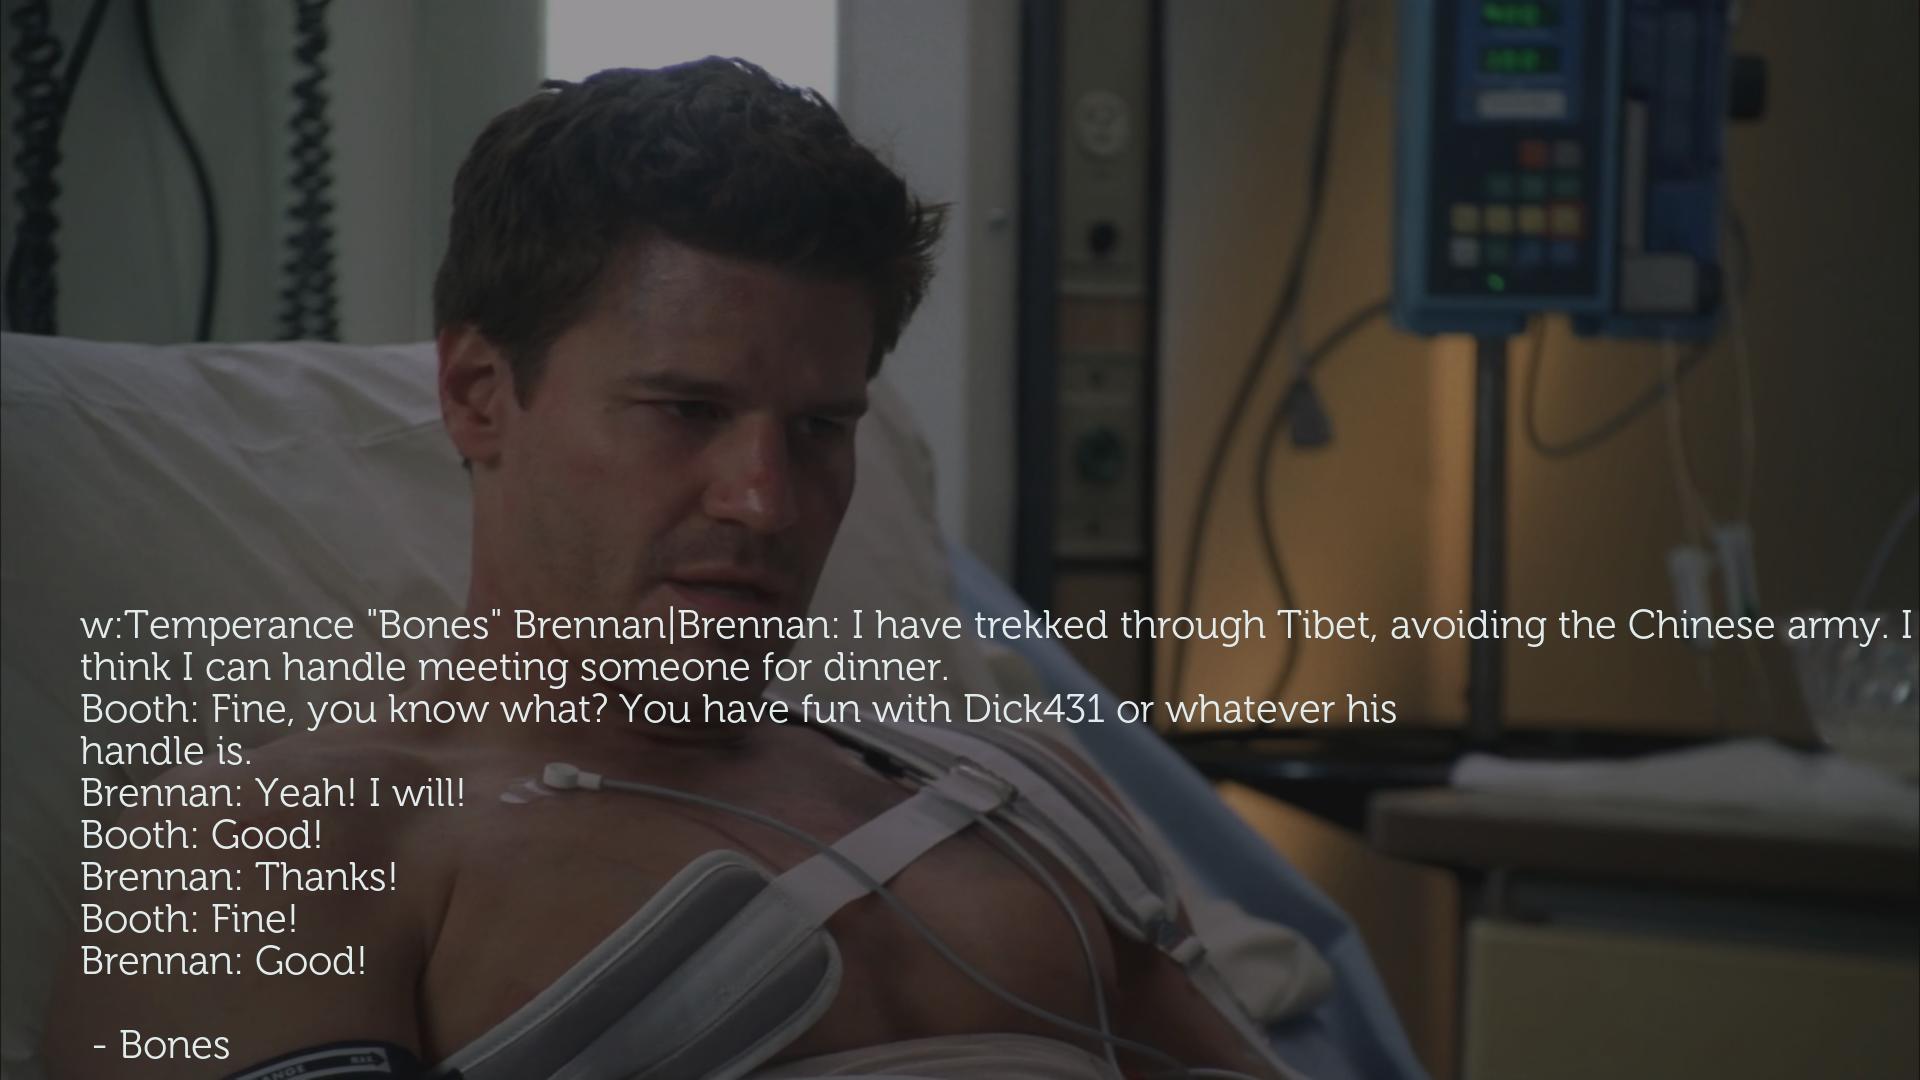 w:Temperance "Bones" Brennan|Brennan: I have trekked through Tibet, avoiding the Chinese army. I
think I can handle meeting someone for dinner.
Booth: Fine, you know what? You have fun with Dick431 or whatever his
handle is.
Brennan: Yeah! I will!
Booth: Good!
Brennan: Thanks!
Booth: Fine!
Brennan: Good!
- Bones